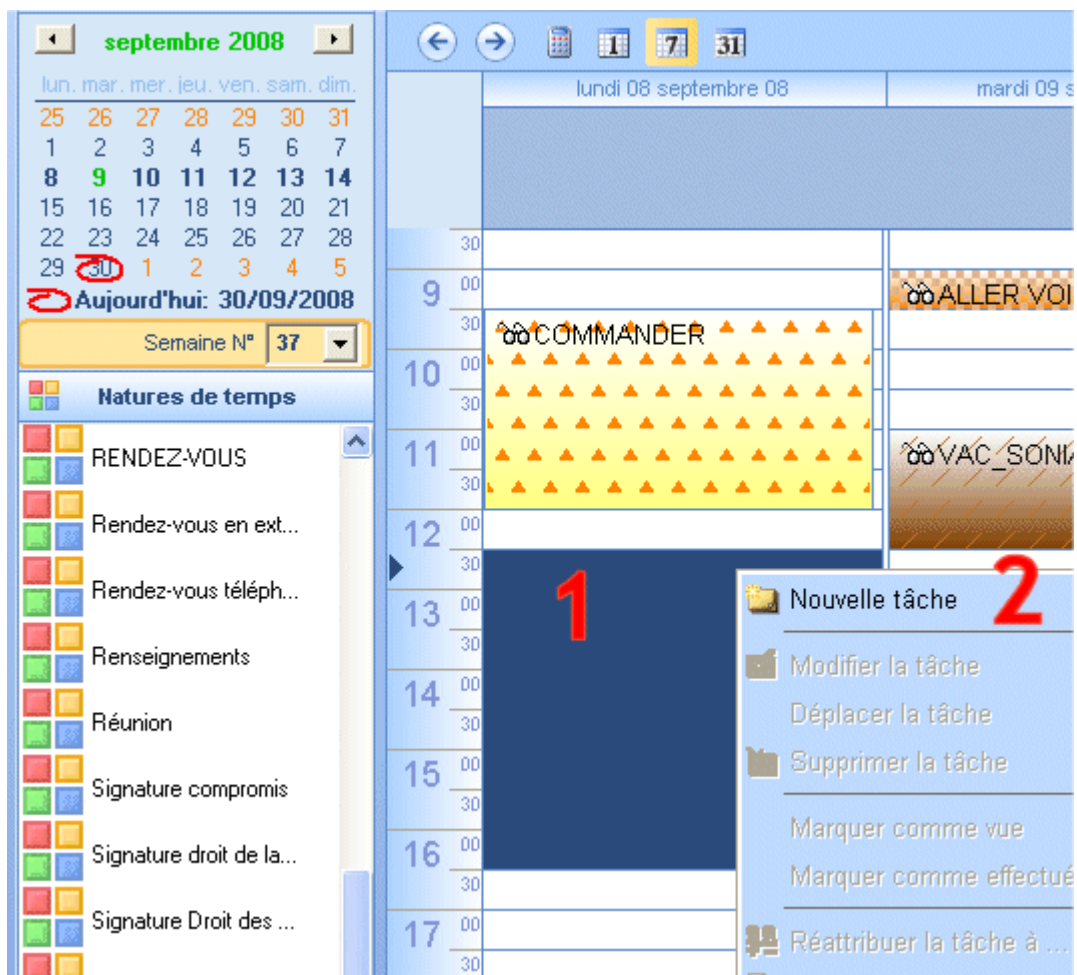 septembre 2008
lun. mar. mer. jeu. ven. sam. dim.
25 26 27 28 29 30 31
1 2 3 4 5 6 7
8 9 10 11 12 13 14
15 16 17 18 19 20 21
22 23 24 25 26 27 28
29 30 1 2 3 4 5
Aujourd'hui: 30/09/2008
Semaine N° 37
Natures de temps
RENDEZ-VOUS
Rendez-vous en ext...
Rendez-vous téléph...
Renseignements
Réunion
Signature compromis
Signature droit de la...
Signature Droit des ...
1 7 31
lundi 08 septembre 08
mardi 09 s
30
9 00
30
10 00
30
11 00
30
12 00
30
13 00
30
14 00
30
15 00
30
16 00
30
17 00
30
COMMANDER
ALLER VOI
VAC_SONIA
1
2
Nouvelle tâche
Modifier la tâche
Déplacer la tâche
Supprimer la tâche
Marquer comme vue
Marquer comme effectué
Réattribuer la tâche à ...